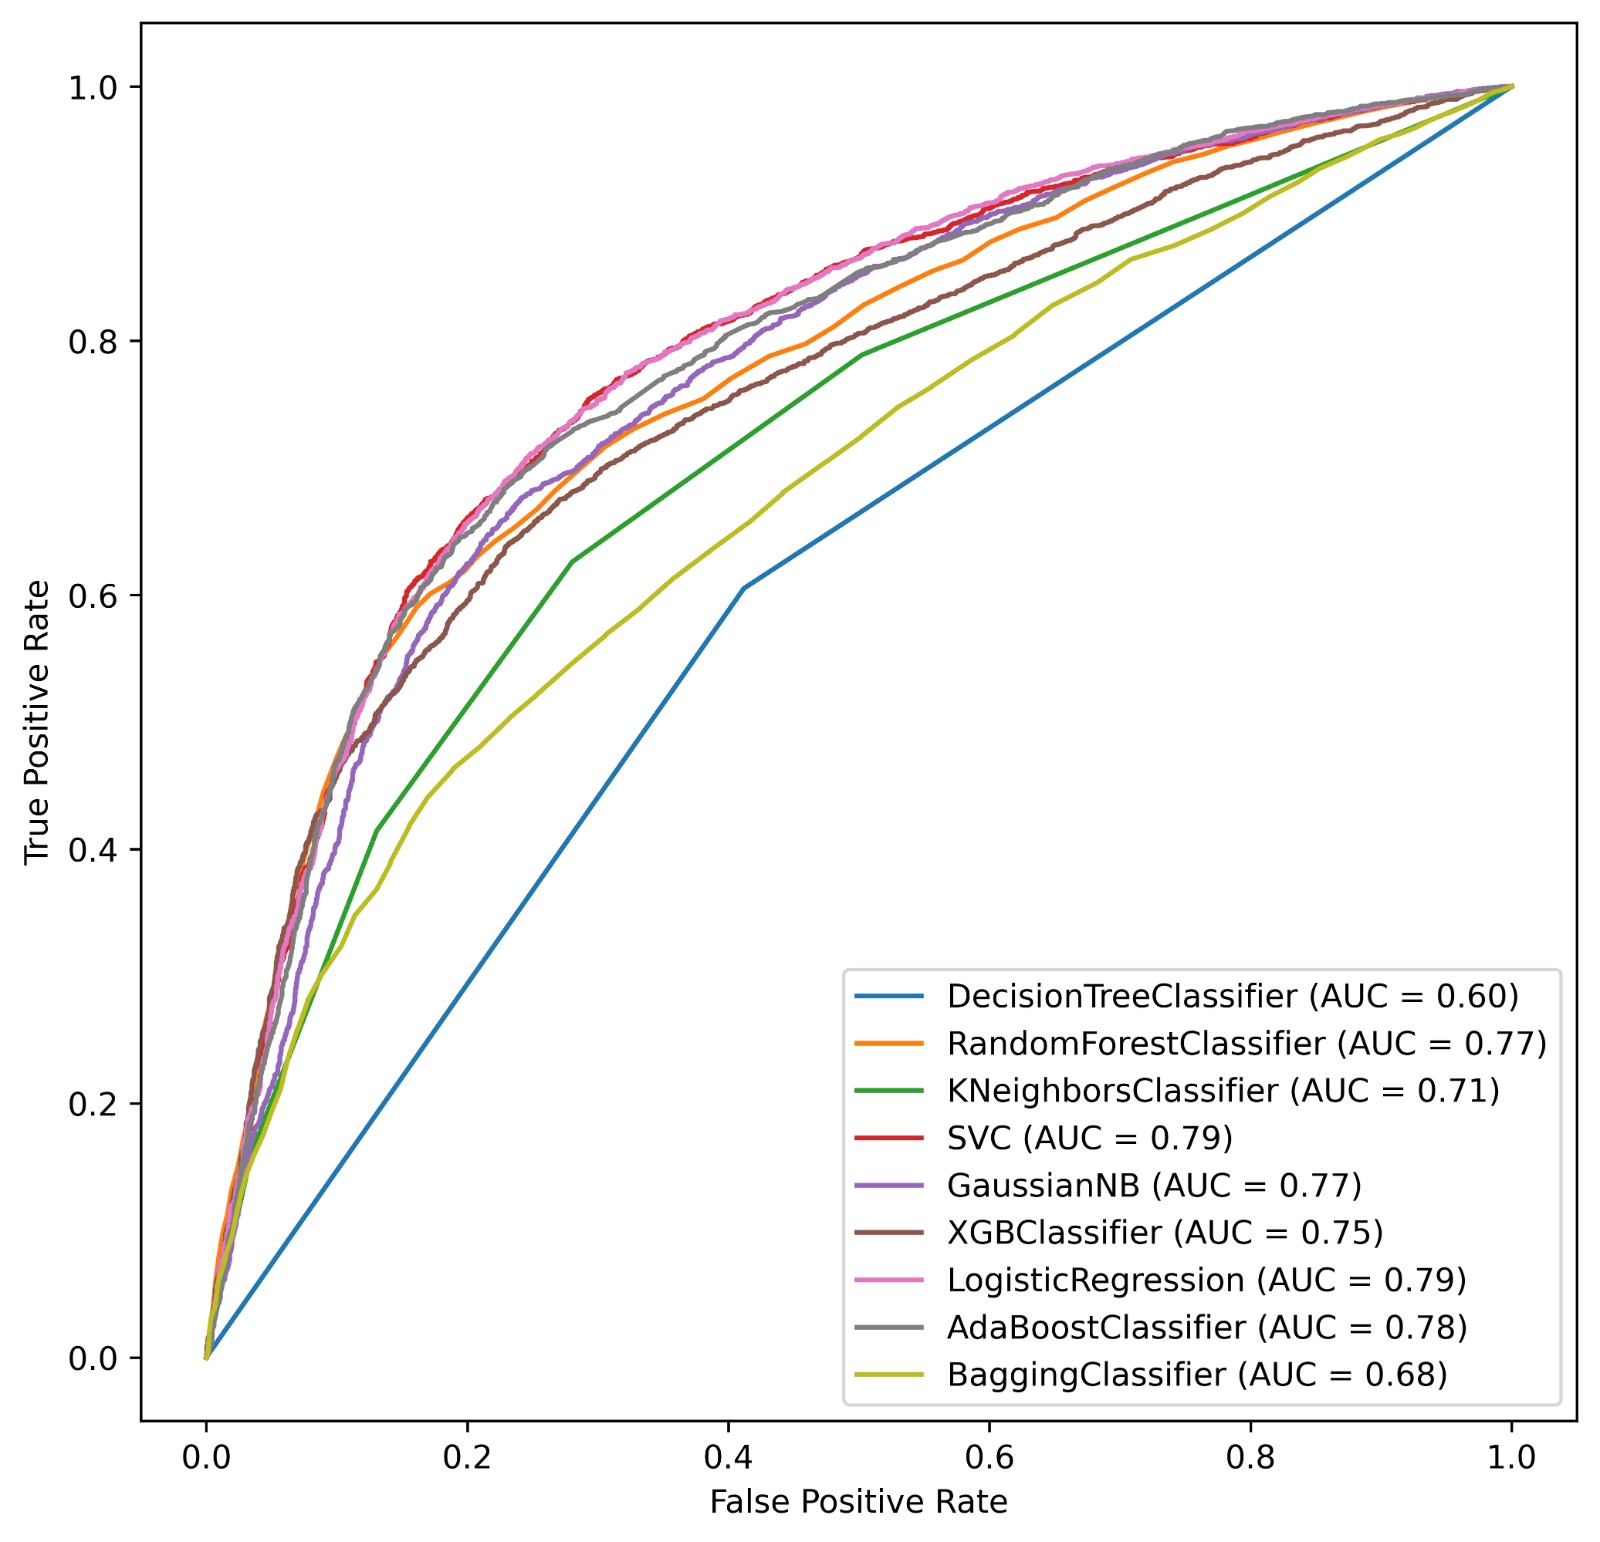 True Positive Rate
1.0
0.8
0.6
0.4
0.2
0.0
DecisionTreeClassifier (AUC = 0.60)
RandomForestClassifier (AUC = 0.77)
KNeighborsClassifier (AUC = 0.71)
SVC (AUC = 0.79)
GaussianNB (AUC = 0.77)
XGBClassifier (AUC = 0.75)
LogisticRegression (AUC = 0.79)
AdaBoostClassifier (AUC = 0.78)
BaggingClassifier (AUC = 0.68)
0.0 0.2 0.4 0.6 0.8 1.0
False Positive Rate